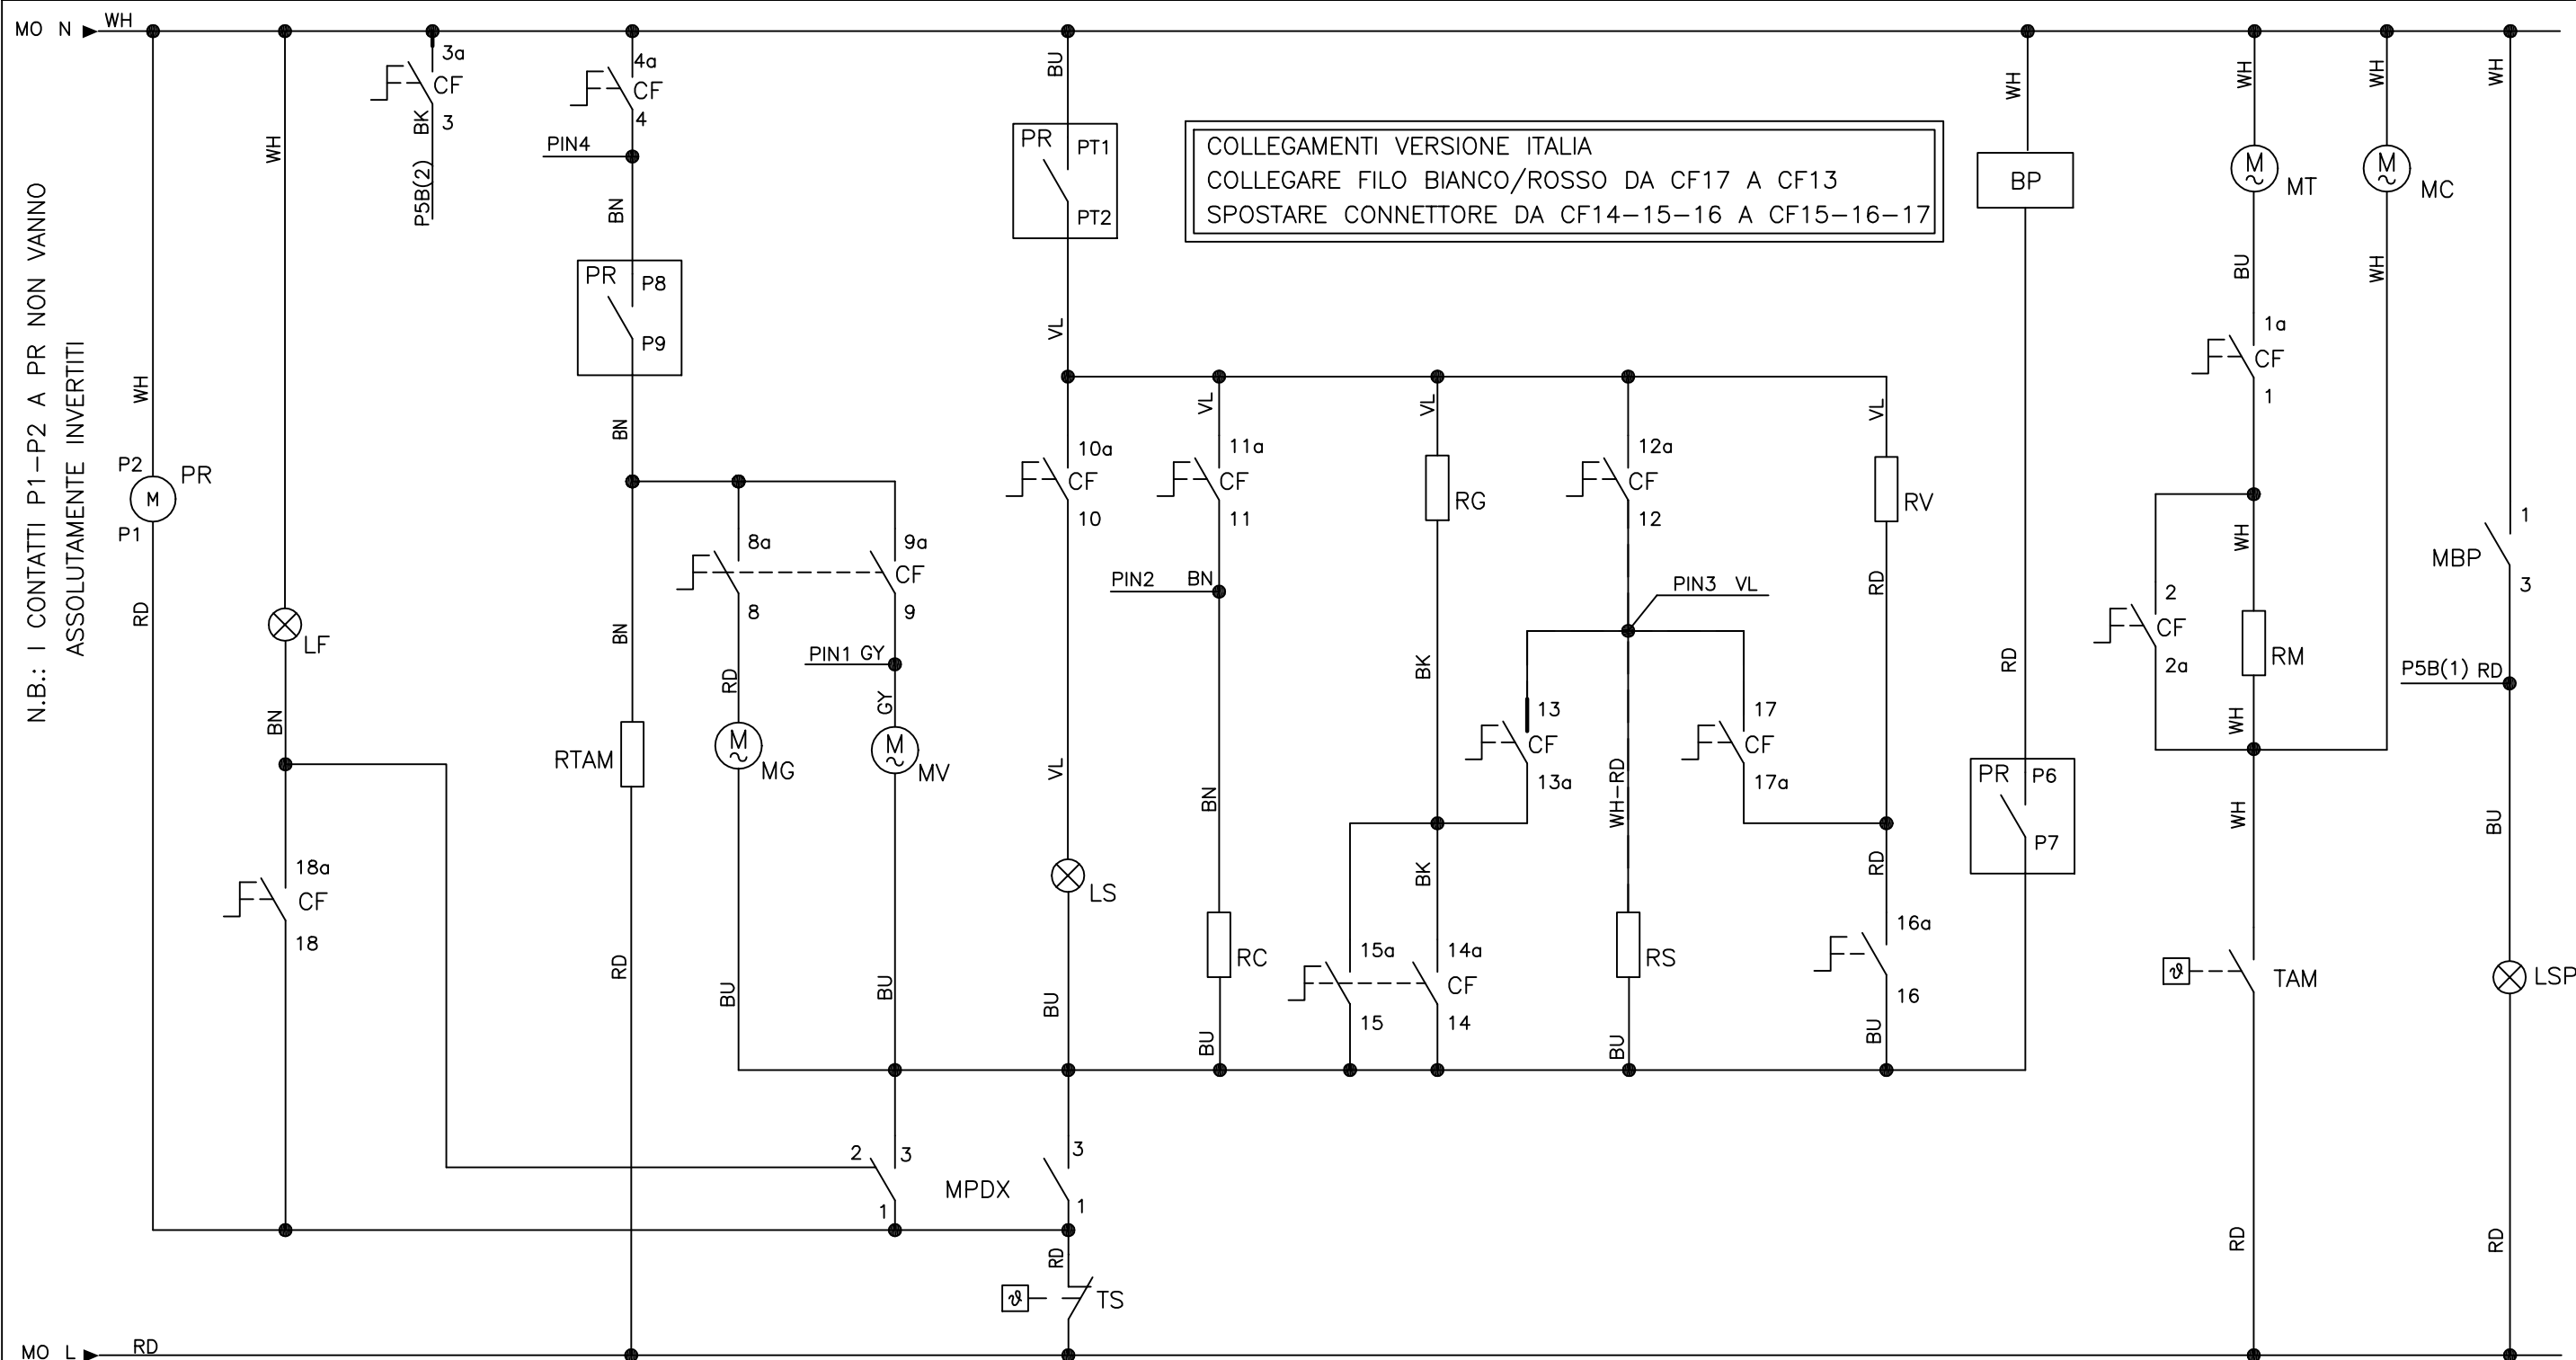 MO N WH
N.B.: I CONTATTI P1-P2 A PR NON VANNO
ASSOLUTAMENTE INVERTITI
WH
P2
PR
M
P1
RD
WH
LF
BN
18a
CF
18
3a
CF
BK
3
P5B(2)
4a
CF
4
PIN4
BN
PR
P8
P9
BN
BN
RTAM
RD
8a
8
RD
M
MG
BU
9a
CF
9
PIN1 GY
GY
M
MV
BU
BU
PR
PT1
PT2
VL
10a
CF
10
VL
LS
BU
COLLEGAMENTI VERSIONE ITALIA
COLLEGARE FILO BIANCO/ROSSO DA CF17 A CF13
SPOSTARE CONNETTORE DA CF14-15-16 A CF15-16-17
VL
11a
CF
11
PIN2 BN
BN
RC
BU
VL
RG
BK
BK
15a
15
14a
CF
14
12a
CF
12
PIN3 VL
13
CF
13a
WH-RD
RS
BU
17
CF
17a
VL
RV
RD
RD
16a
16
BU
WH
BP
RD
PR
P6
P7
WH
M
MT
BU
1a
CF
1
2
CF
2a
WH
RM
WH
WH
ϑ
TAM
RD
WH
M
MC
WH
WH
1
MBP
3
P5B(1) RD
BU
LSP
RD
2
3
1
MPDX
3
1
RD
ϑ
TS
MO L RD